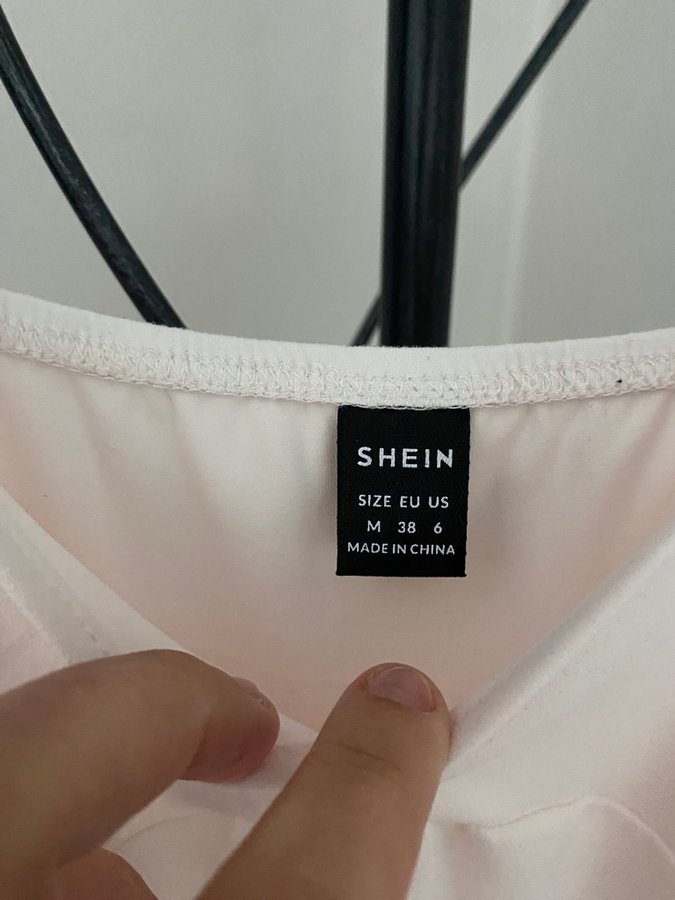 SHEIN
SIZE EU US
M 38 6
MADE IN CHINA